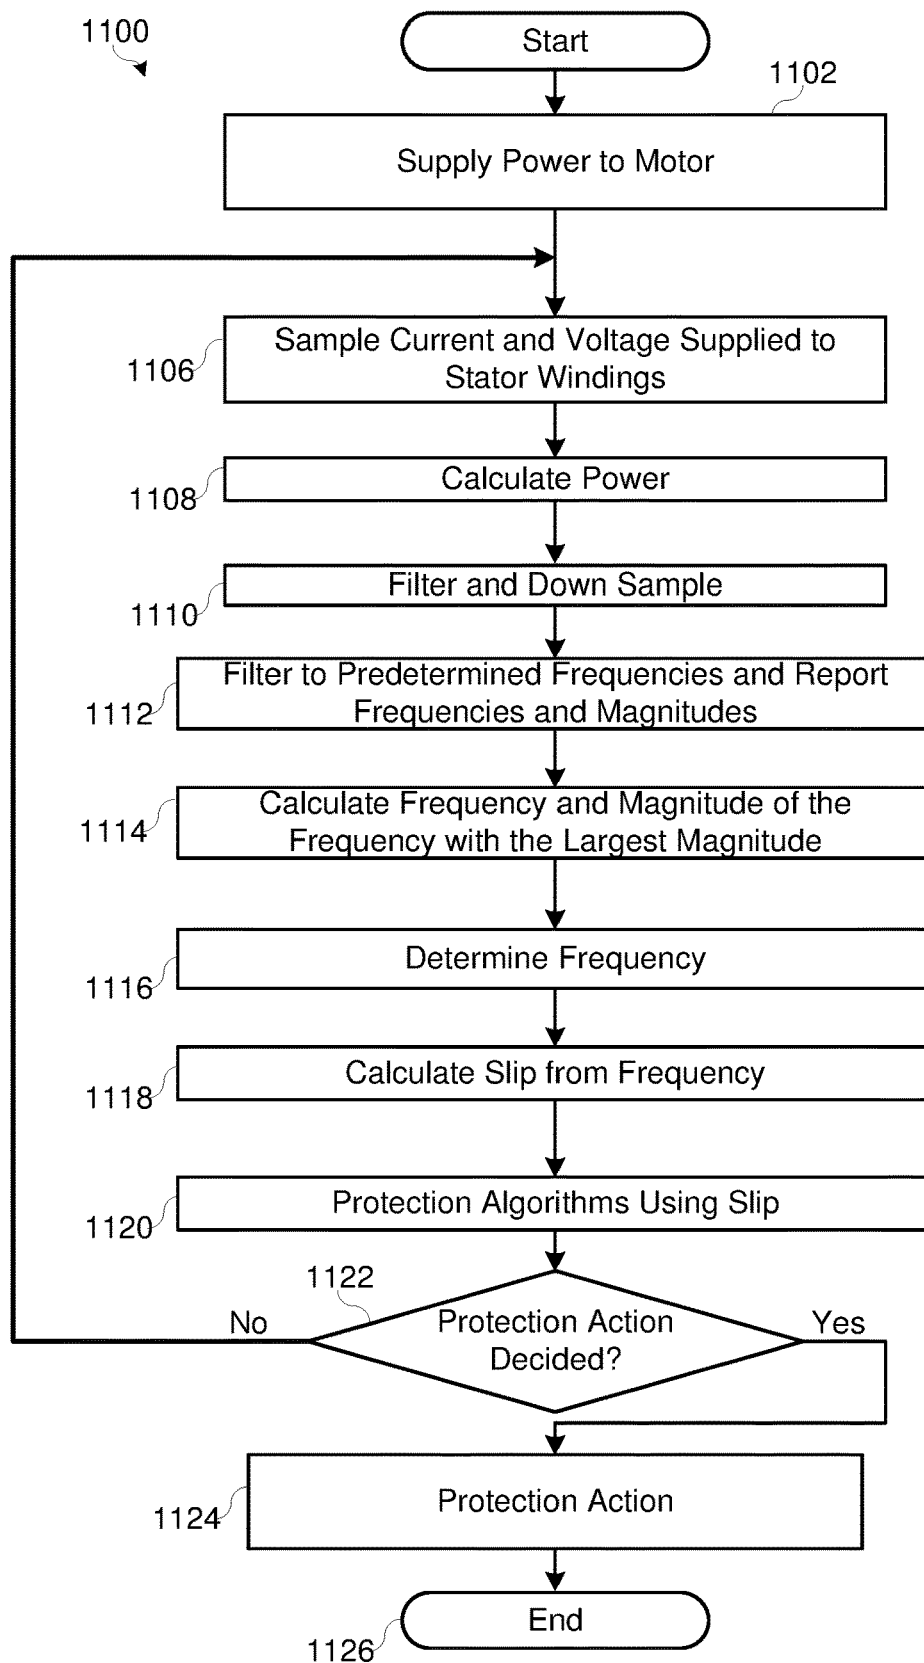 1100
Start
1102
Supply Power to Motor
1106
Sample Current and Voltage Supplied to
Stator Windings
1108
Calculate Power
1110
Filter and Down Sample
1112
Filter to Predetermined Frequencies and Report
Frequencies and Magnitudes
1114
Calculate Frequency and Magnitude of the
Frequency with the Largest Magnitude
1116
Determine Frequency
1118
Calculate Slip from Frequency
1120
Protection Algorithms Using Slip
1122
No
Protection Action
Decided?
Yes
1124
Protection Action
1126
End